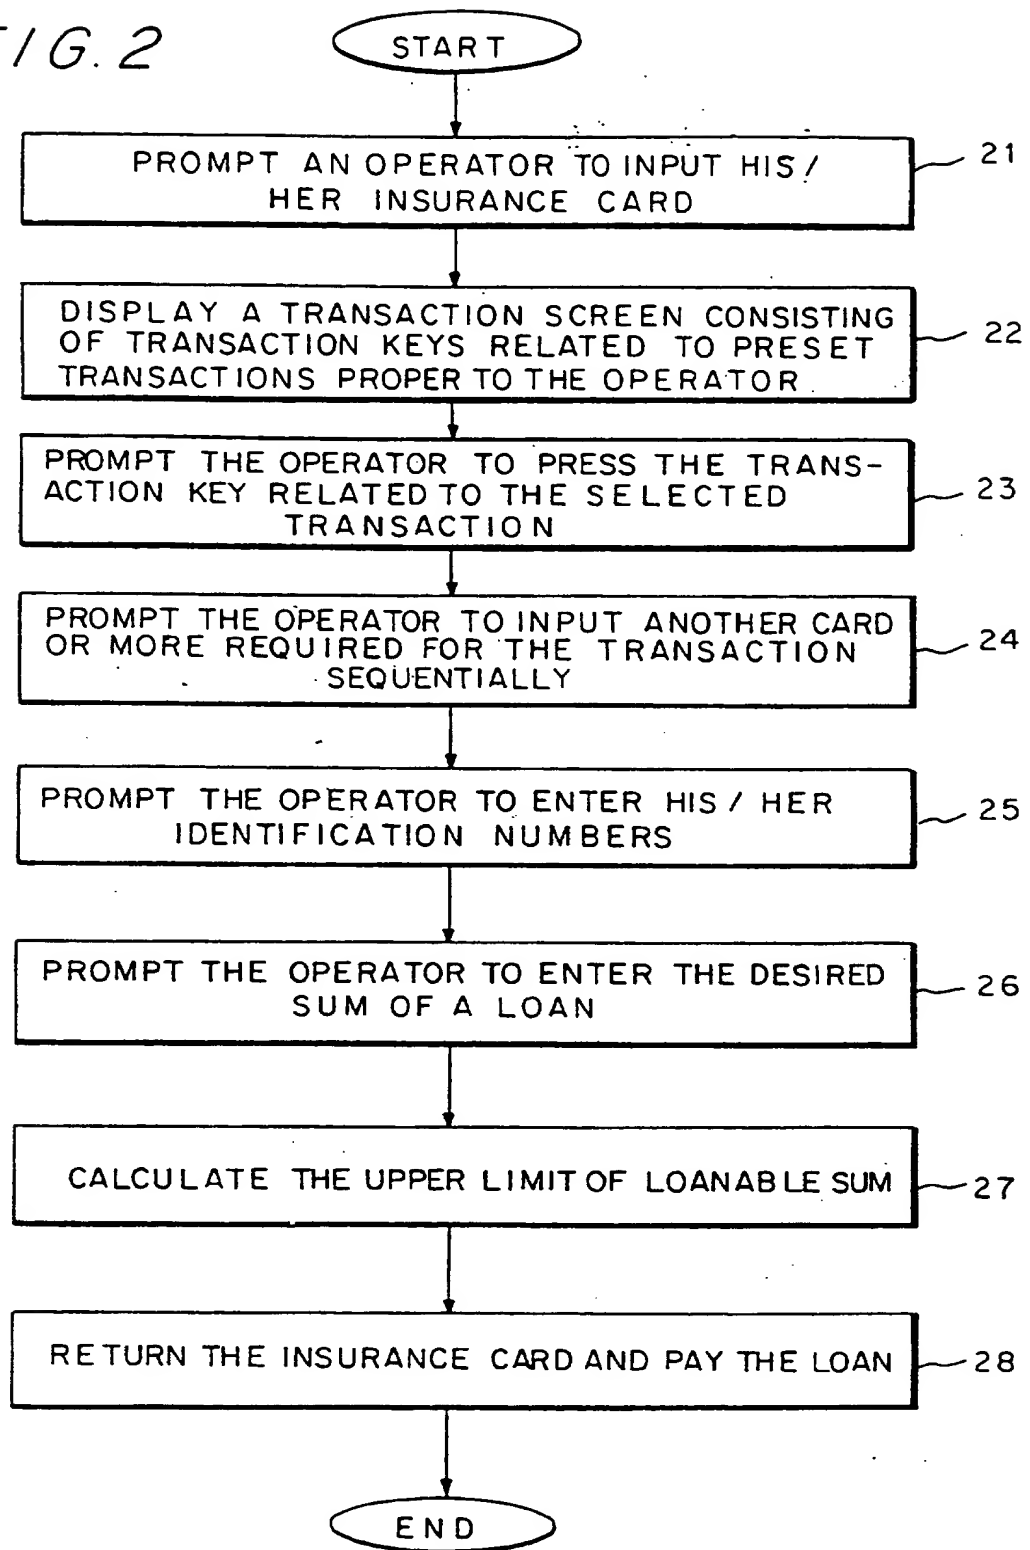 FIG. 2
START
PROMPT AN OPERATOR TO INPUT HIS/
HER INSURANCE CARD
21
DISPLAY A TRANSACTION SCREEN CONSISTING
OF TRANSACTION KEYS RELATED TO PRESET
TRANSACTIONS PROPER TO THE OPERATOR
22
PROMPT THE OPERATOR TO PRESS THE TRANS-
ACTION KEY RELATED TO THE SELECTED
TRANSACTION
23
PROMPT THE OPERATOR TO INPUT ANOTHER CARD
OR MORE REQUIRED FOR THE TRANSACTION
SEQUENTIALLY
24
PROMPT THE OPERATOR TO ENTER HIS / HER
IDENTIFICATION NUMBERS
25
PROMPT THE OPERATOR TO ENTER THE DESIRED
SUM OF A LOAN
26
CALCULATE THE UPPER LIMIT OF LOANABLE SUM
27
RETURN THE INSURANCE CARD AND PAY THE LOAN
28
END